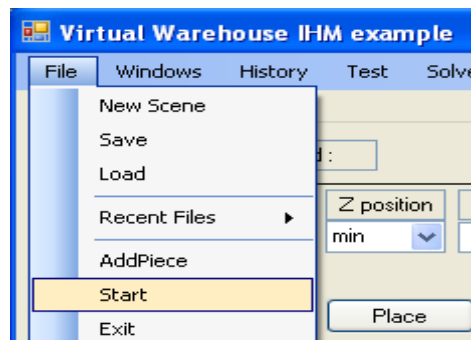 Virtual Warehouse IHM example
File Windows History Test
New Scene
Save
Load
Recent Files
Z position
min
AddPiece
Start
Place
Exit